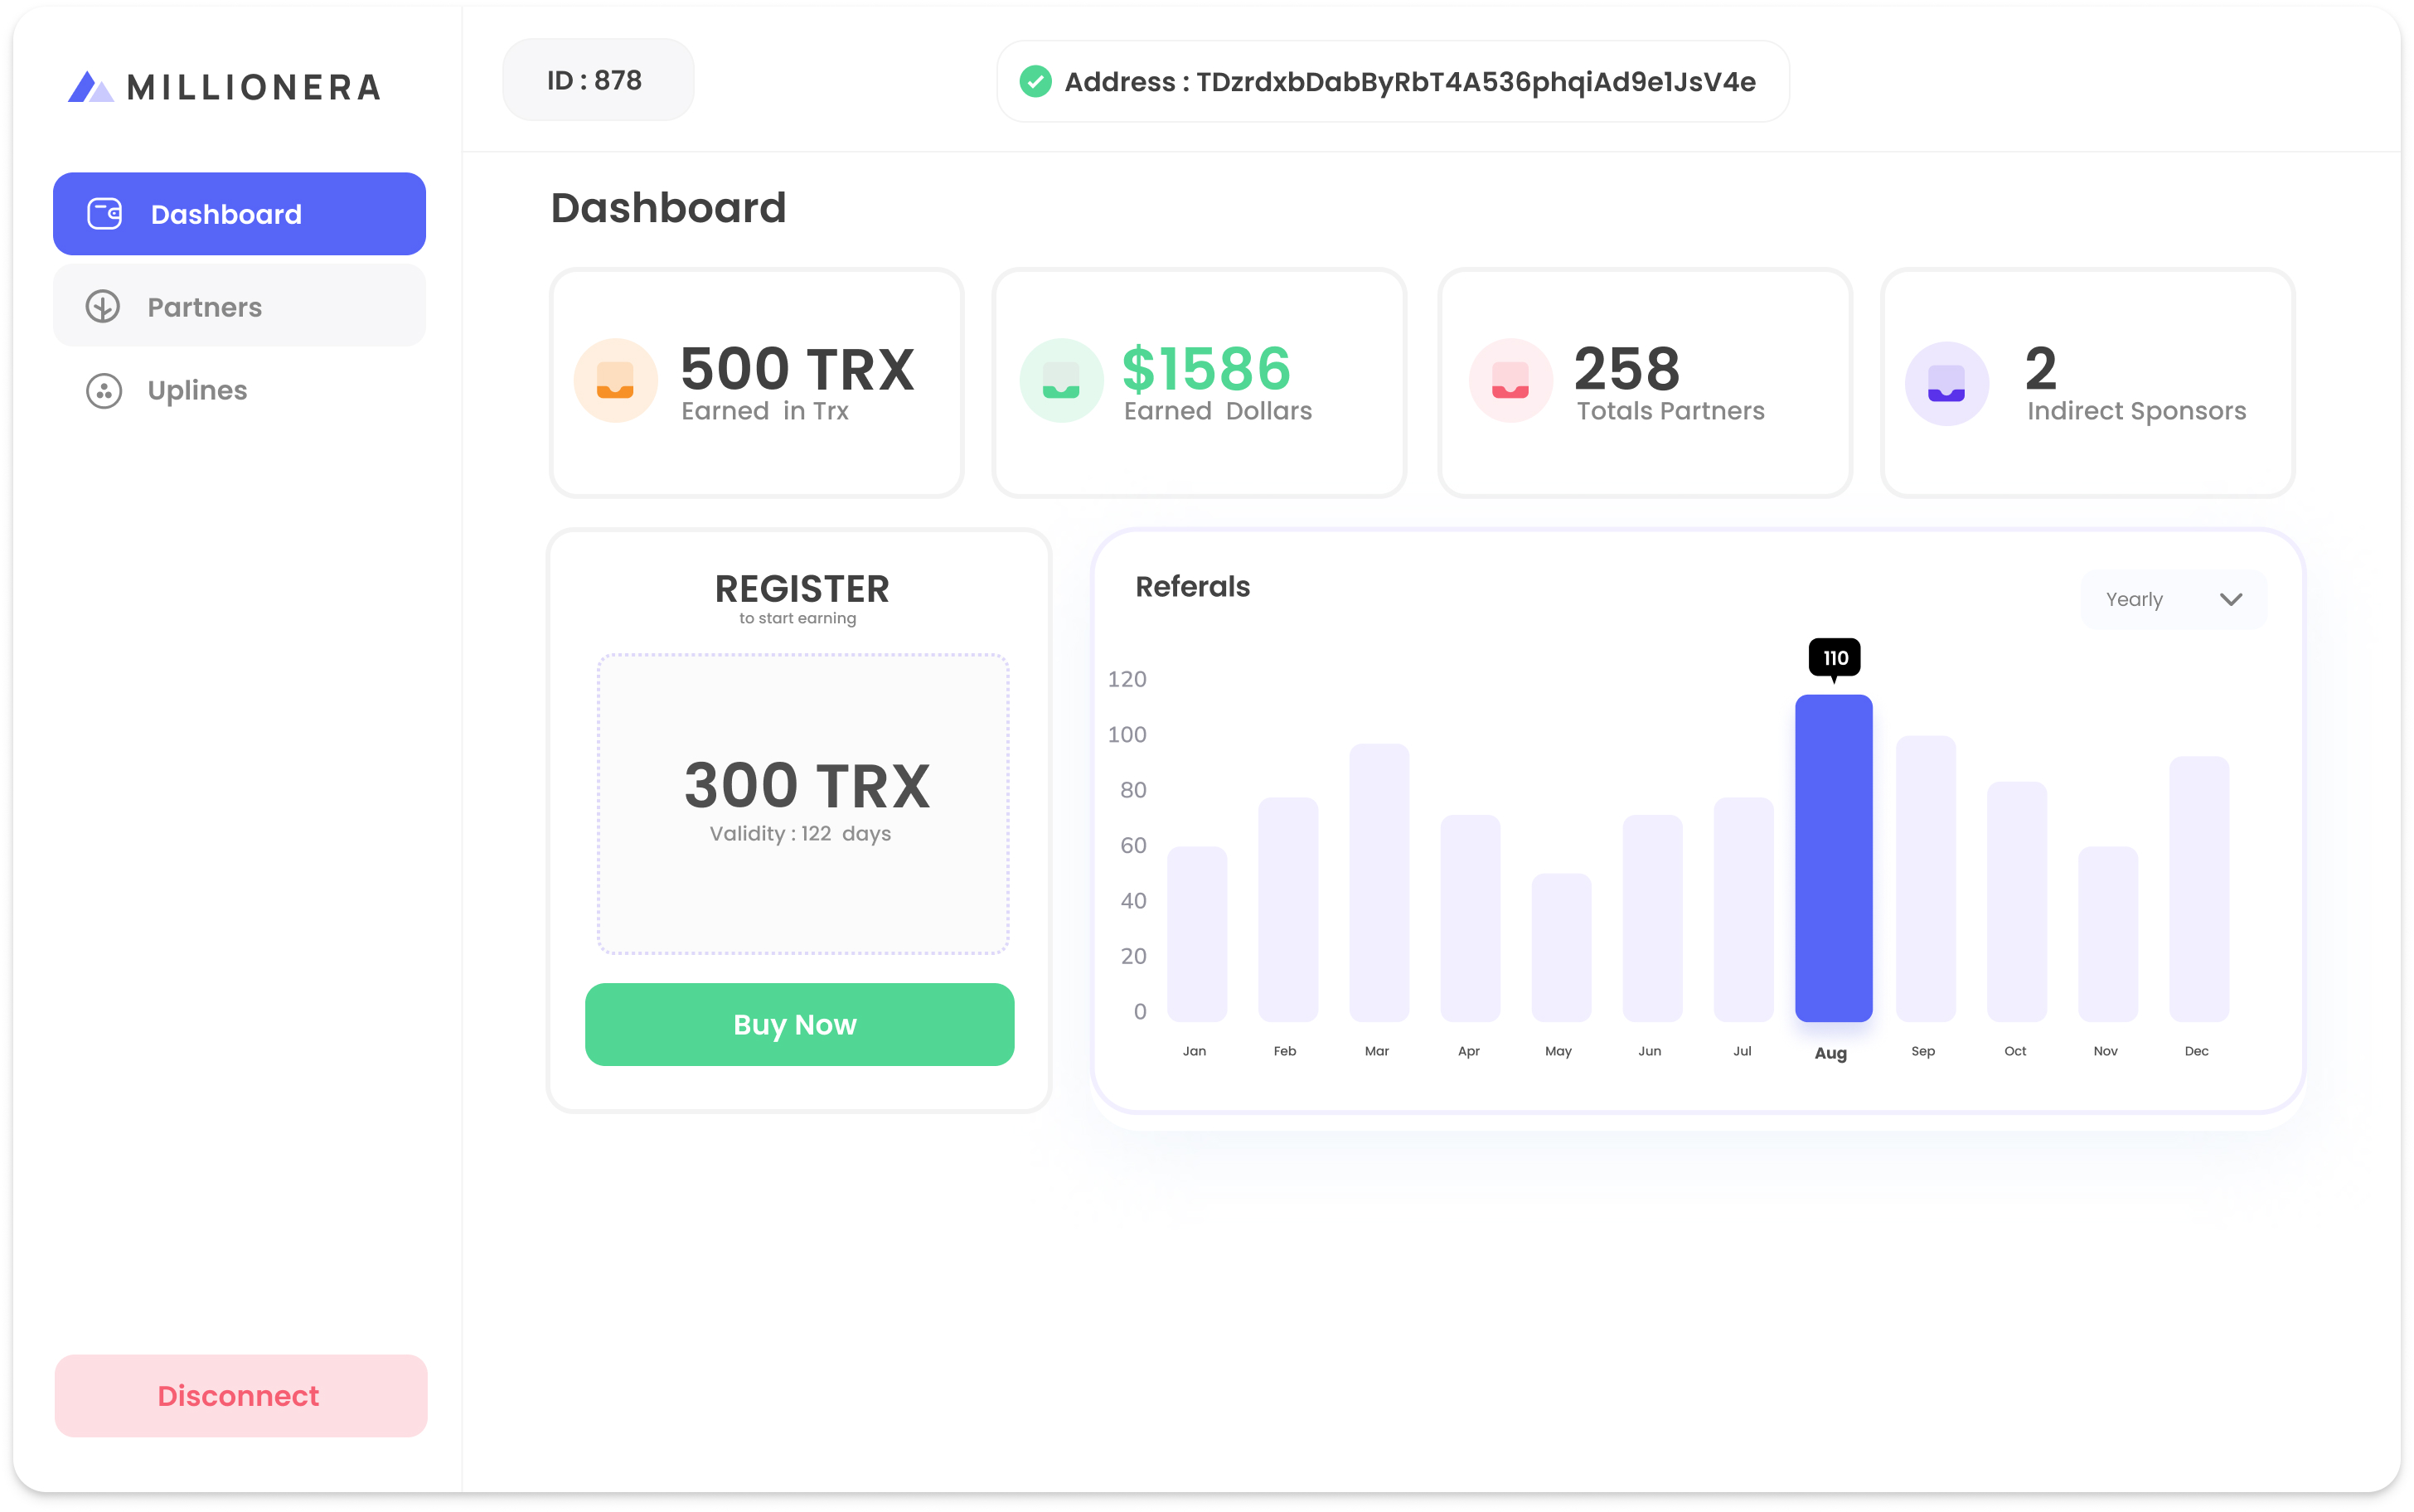 MILLIONERA
ID : 878
Address : TDzrdxbDabByRbT4A536phqiAd9e1JsV4e
Dashboard
Partners
Uplines
Disconnect
Dashboard
500 TRX
Earned in Trx
$1586
Earned Dollars
258
Totals Partners
2
Indirect Sponsors
REGISTER
to start earning
300 TRX
Validity : 122 days
Buy Now
Referals
Yearly
110
120
100
80
60
40
20
0
Jan Feb Mar Apr May Jun Jul Aug Sep Oct Nov Dec